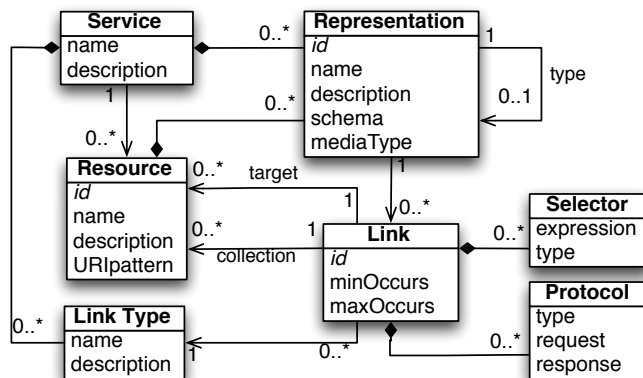 Service
name
description
Representation
id
name
description
schema
mediaType
0..*
0..*
1
0..1
type
1
0..*
Resource
id
name
description
URIpattern
0..*
target
1
0..*
collection
1
1
0..*
Link
id
minOccurs
maxOccurs
0..*
Selector
expression
type
Link Type
name
description
0..*
1
0..*
Protocol
type
request
response
0..*